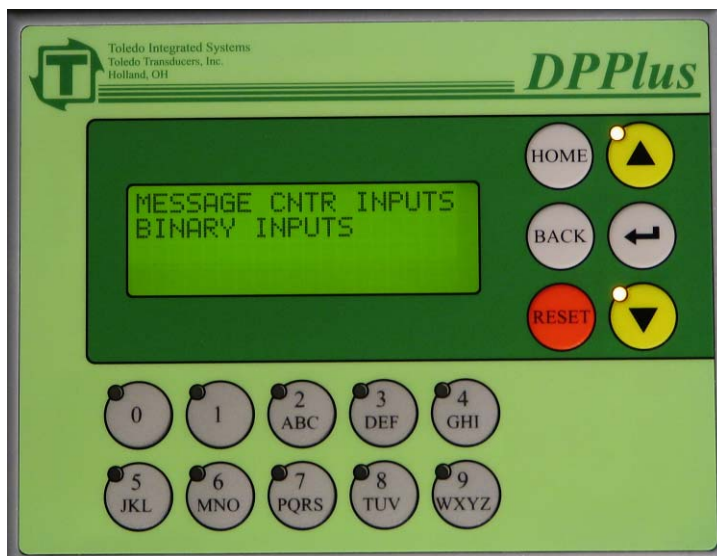 Toledo Integrated Systems
Toledo Transducers, Inc.
Holland, OH
T
DPPlus
MESSAGE CNTR INPUTS
BINARY INPUTS
HOME
BACK
RESET
0
1
2
ABC
3
DEF
4
GHI
5
JKL
6
MNO
7
PQRS
8
TUV
9
WXYZ